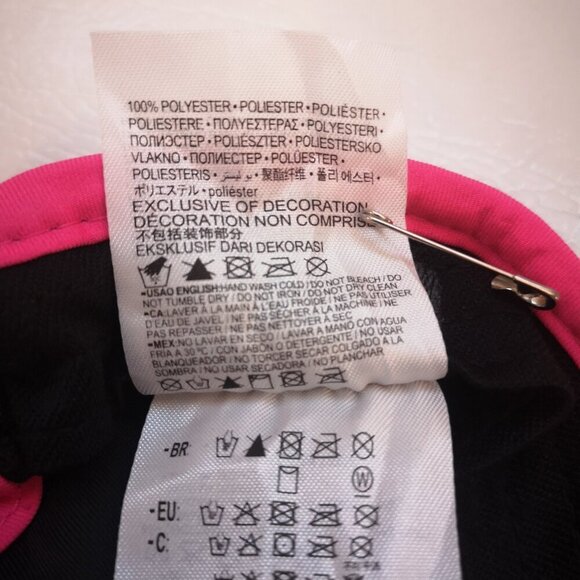 100% POLYESTER • POLIESTER • POLIÉSTER •
POLIESTERE • ΠΟΛΥΕΣΤΕΡΑΣ • POLYESTERI •
ПОЛИЭСТЕР • POLIÉSZTER • POLIESTERSKO
VLAKNO • ПОЛИЕСТЕР • POLÜESTER •
POLIESTERIS • بوليستر • 聚酯纤维 • 폴리 에스터 •
ポリエステル • poliéster
EXCLUSIVE OF DECORATION
DÉCORATION NON COMPRISE
不包括装饰部分
EKSKLUSIF DARI DEKORASI
•USA© ENGLISH:HAND WASH COLD / DO NOT BLEACH / DO
NOT TUMBLE DRY / DO NOT IRON / DO NOT DRY CLEAN
•CA:LAVER À LA MAIN À L'EAU FROIDE / NE PAS UTILISER
D'EAU DE JAVEL / NE PAS SÉCHER À LA MACHINE / NE
PAS REPASSER / NE PAS NETTOYER À SEC
•MEX:NO LAVAR EN SECO / LAVAR A MANO CON AGUA
FRIA A 30 °C / CON JABÓN O DETERGENTE / NO USAR
BLANQUEADOR / NO TORCER SECAR COLGADO A LA
SOMBRA / NO USAR SECADORA / NO PLANCHAR
-BR:
W
-EU:
-C: